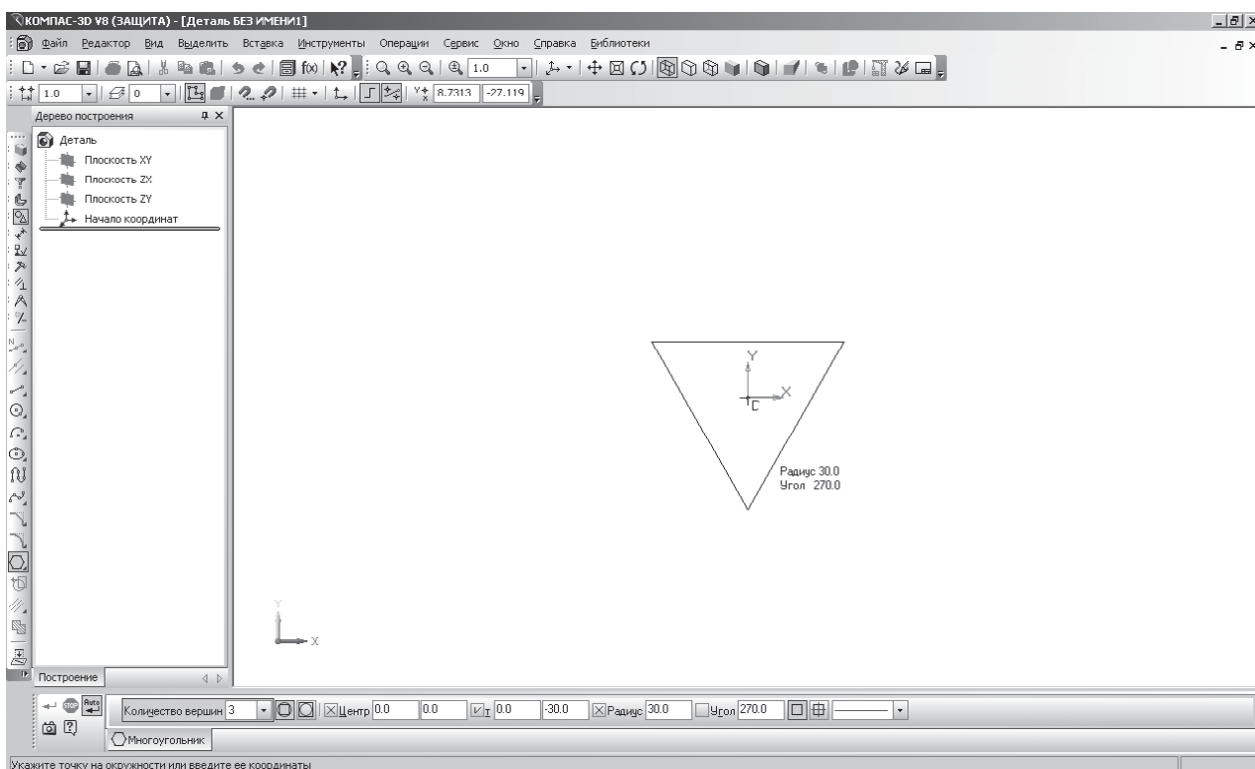 КОМПАС-3D V8 (ЗАЩИТА) - [Деталь БЕЗ ИМЕНИ1]
Файл Редактор Вид Выделить Вставка Инструменты Операции Сервис Окно Справка Библиотеки
f(x) 1.0
1.0 0 8.7313 -27.119
Дерево построения
Деталь
Плоскость XY
Плоскость ZX
Плоскость ZY
Начало координат
Y
X
Радиус 30.0
Угол 270.0
Y
X
Построение
STOP Auto Количество вершин 3 Центр 0.0 0.0 т 0.0 -30.0 Радиус 30.0 Угол 270.0
Многоугольник
Укажите точку на окружности или введите ее координаты